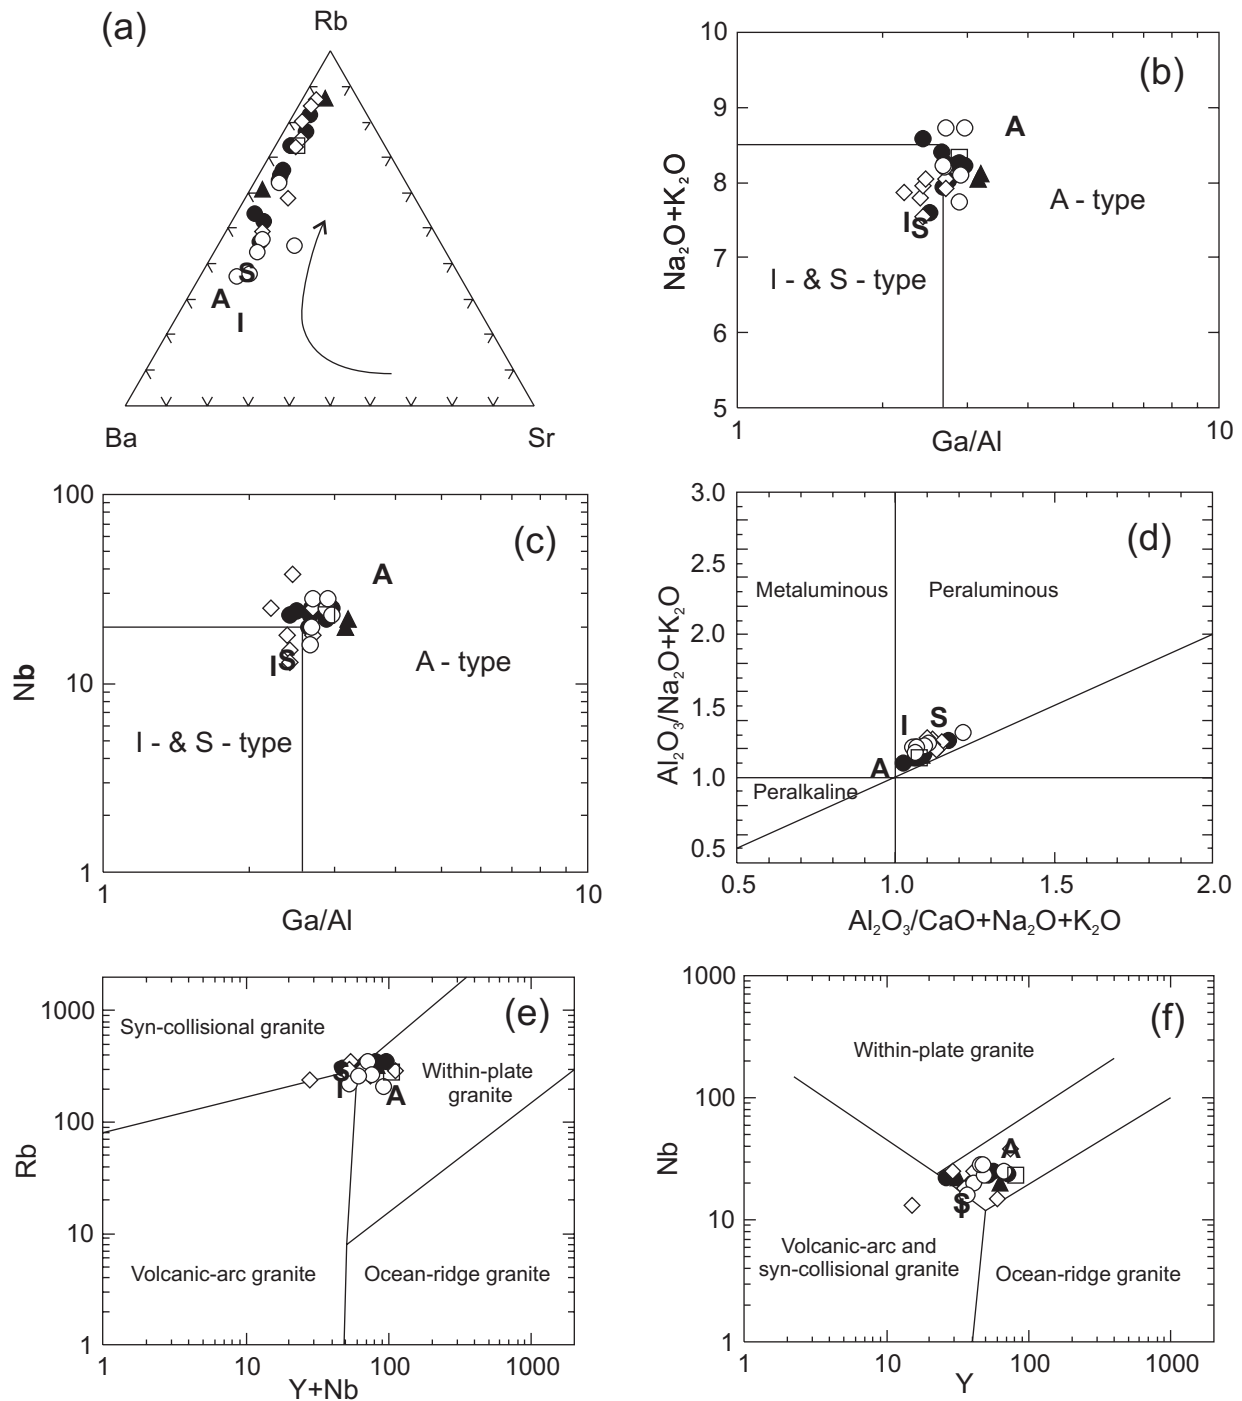 (a)
Rb
Ba
Sr
S
A
I
(b)
10
9
8
7
6
5
Na₂O+K₂O
A
A - type
I S
I - & S - type
1
Ga/Al
10
(c)
100
10
1
Nb
A
I S
A - type
I - & S - type
1
Ga/Al
10
(d)
3.0
2.5
2.0
1.5
1.0
0.5
Al₂O₃/Na₂O+K₂O
Metaluminous
Peraluminous
I
S
A
Peralkaline
0.5
1.0
1.5
2.0
Al₂O₃/CaO+Na₂O+K₂O
(e)
1000
100
10
1
Rb
Syn-collisional granite
Within-plate
granite
S
I
A
Volcanic-arc granite
Ocean-ridge granite
1
10
100
1000
Y+Nb
(f)
1000
100
10
1
Nb
Within-plate granite
A
S
I
Volcanic-arc and
syn-collisional granite
Ocean-ridge granite
1
10
100
1000
Y